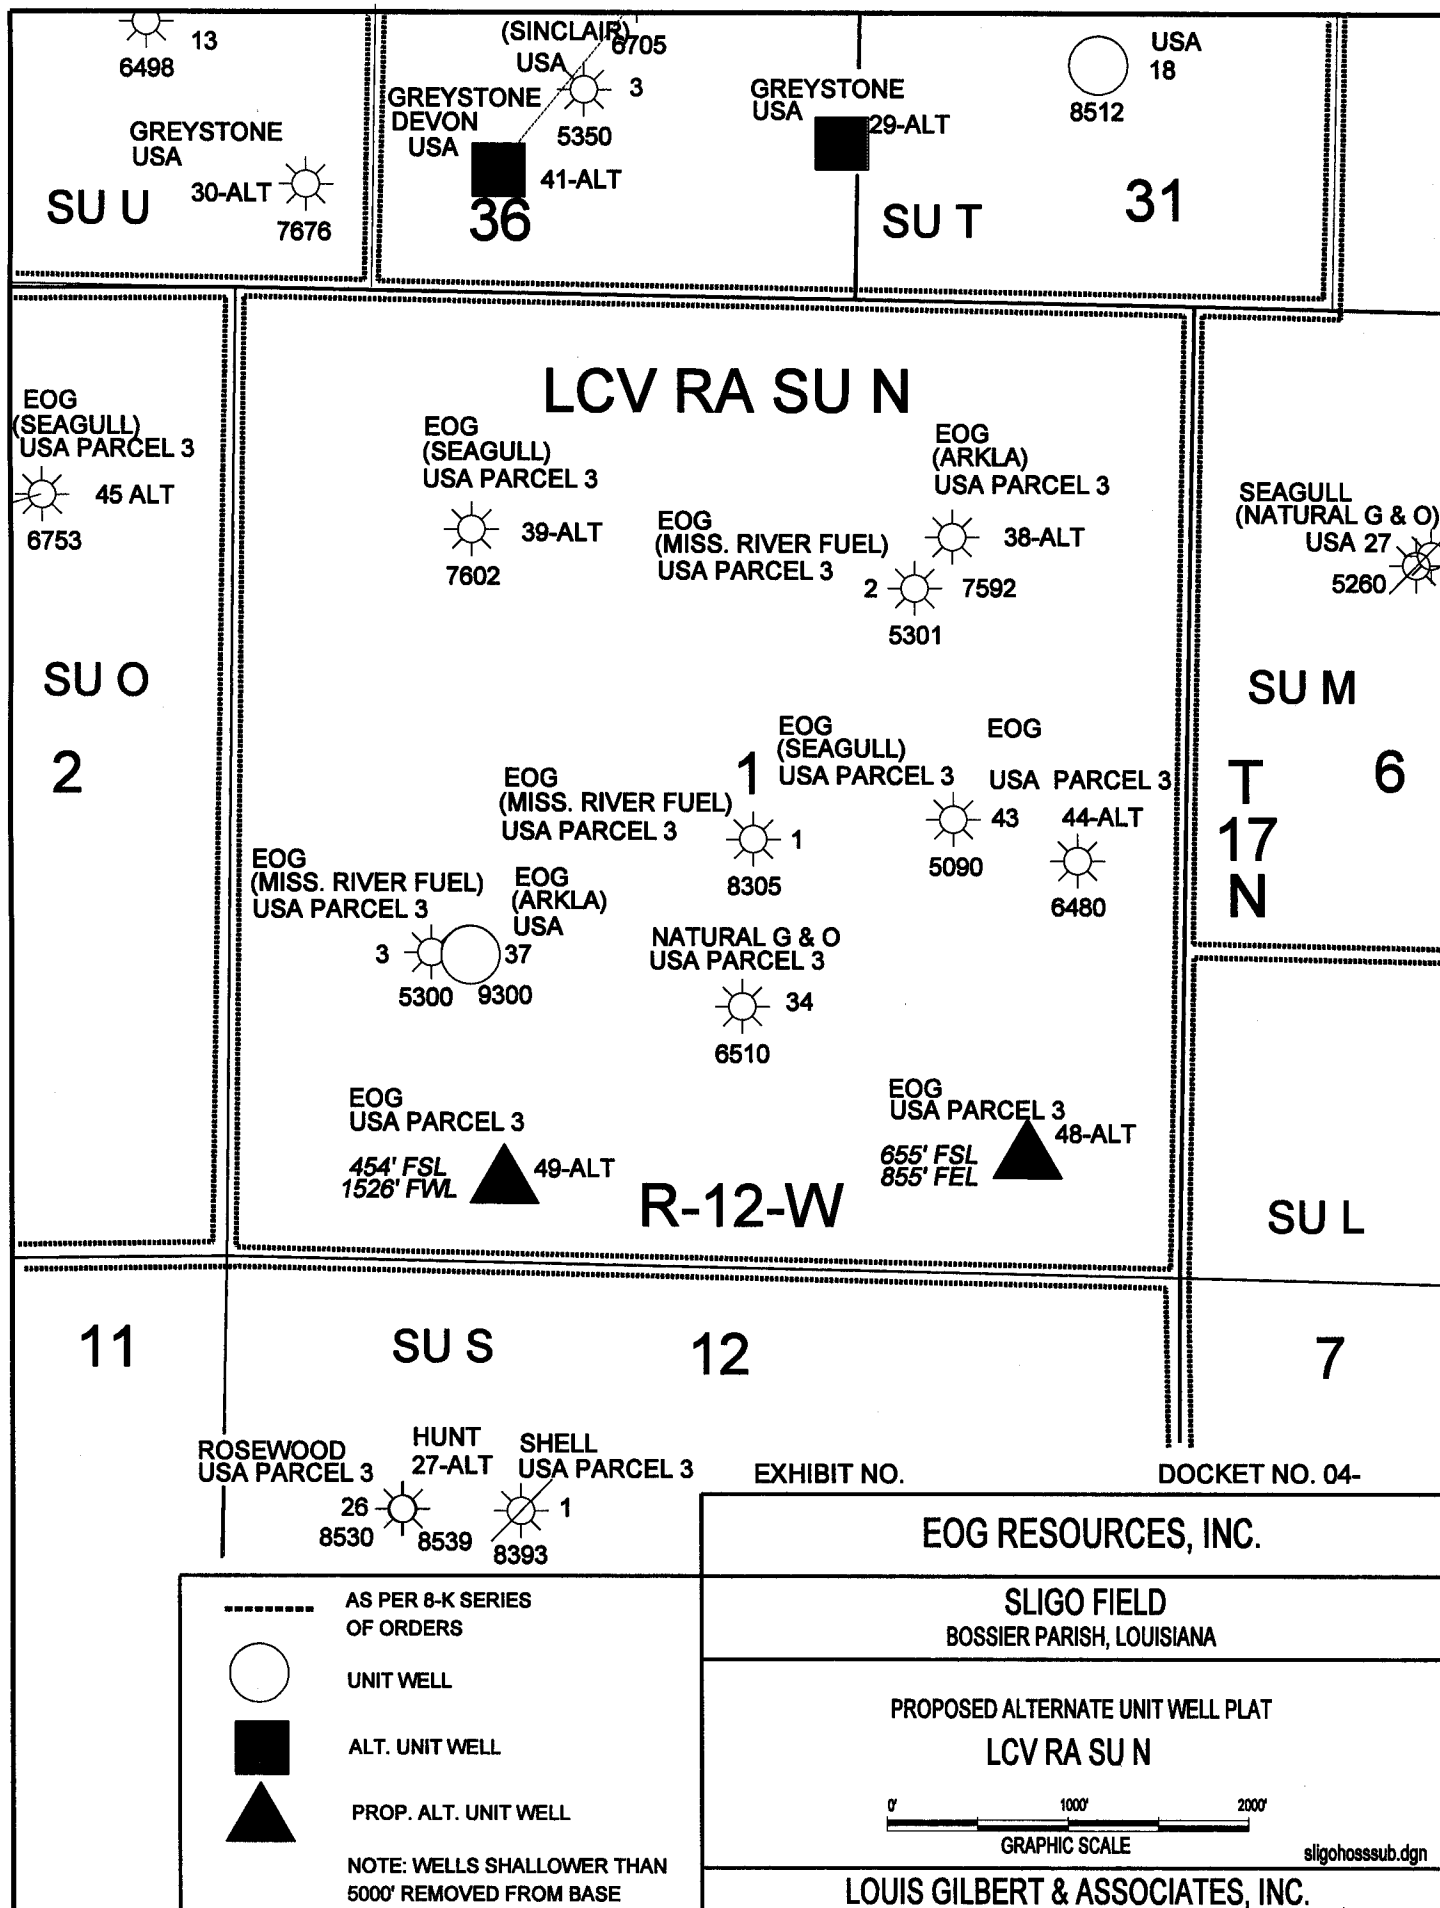 13
6498
GREYSTONE
USA
30-ALT
7676
SU U
(SINCLAIR)
6705
USA
3
5350
GREYSTONE
DEVON
USA
41-ALT
36
GREYSTONE
USA
29-ALT
SU T
USA
18
8512
31
EOG
(SEAGULL)
USA PARCEL 3
45 ALT
6753
SU O
2
LCV RA SU N
EOG
(SEAGULL)
USA PARCEL 3
39-ALT
7602
EOG
(MISS. RIVER FUEL)
USA PARCEL 3
2
5301
EOG
(ARKLA)
USA PARCEL 3
38-ALT
7592
SEAGULL
(NATURAL G & O)
USA 27
5260
SU M
6
T
17
N
1
EOG
(SEAGULL)
USA PARCEL 3
43
5090
EOG
USA PARCEL 3
44-ALT
6480
EOG
(MISS. RIVER FUEL)
USA PARCEL 3
1
8305
EOG
(MISS. RIVER FUEL)
USA PARCEL 3
3
5300
EOG
(ARKLA)
USA
37
9300
NATURAL G & O
USA PARCEL 3
34
6510
EOG
USA PARCEL 3
454' FSL
1526' FWL
49-ALT
EOG
USA PARCEL 3
655' FSL
855' FEL
48-ALT
R-12-W
SU L
11
SU S
12
7
ROSEWOOD
USA PARCEL 3
26
8530
HUNT
27-ALT
8539
SHELL
USA PARCEL 3
1
8393
EXHIBIT NO.
DOCKET NO. 04-
EOG RESOURCES, INC.
SLIGO FIELD
BOSSIER PARISH, LOUISIANA
PROPOSED ALTERNATE UNIT WELL PLAT
LCV RA SU N
0' 1000' 2000'
GRAPHIC SCALE
sligohosssub.dgn
LOUIS GILBERT & ASSOCIATES, INC.
AS PER 8-K SERIES
OF ORDERS
UNIT WELL
ALT. UNIT WELL
PROP. ALT. UNIT WELL
NOTE: WELLS SHALLOWER THAN
5000' REMOVED FROM BASE